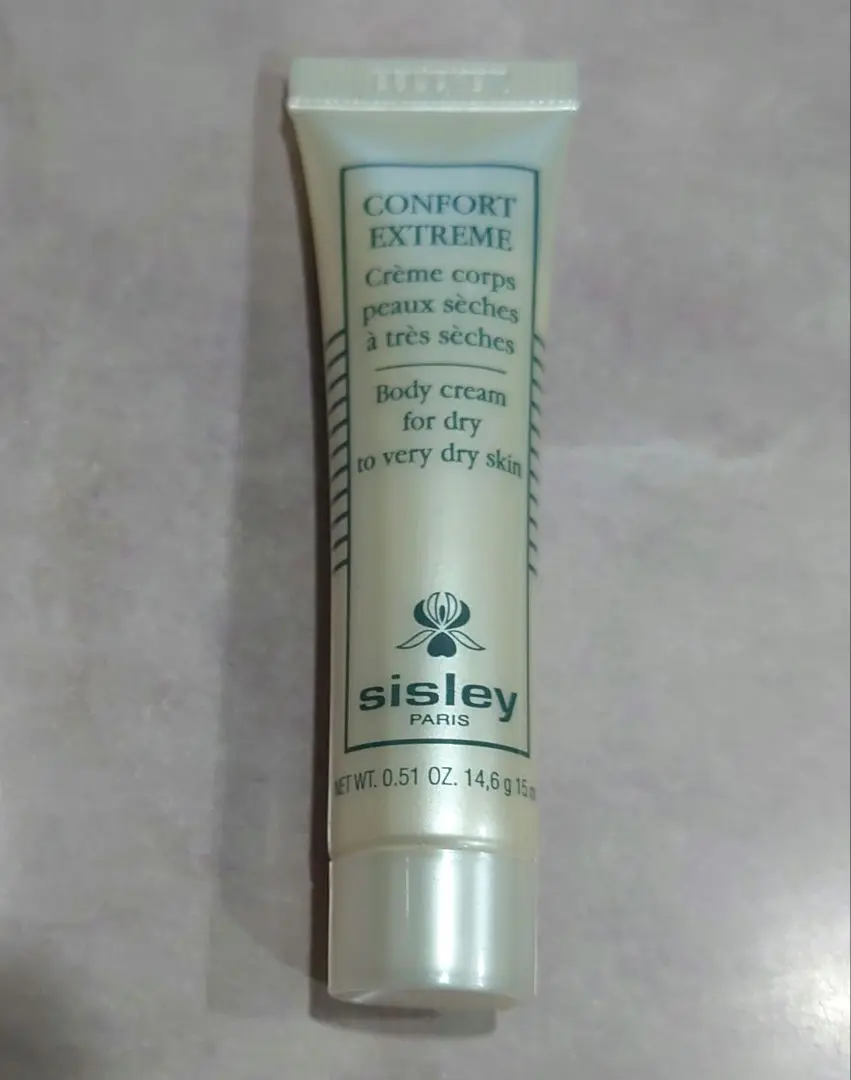 CONFORT
EXTREME
Crème corps
peaux sèches
à très sèches
Body cream
for dry
to very dry skin
sisley
PARIS
NET WT. 0.51 OZ. 14,6 g 15